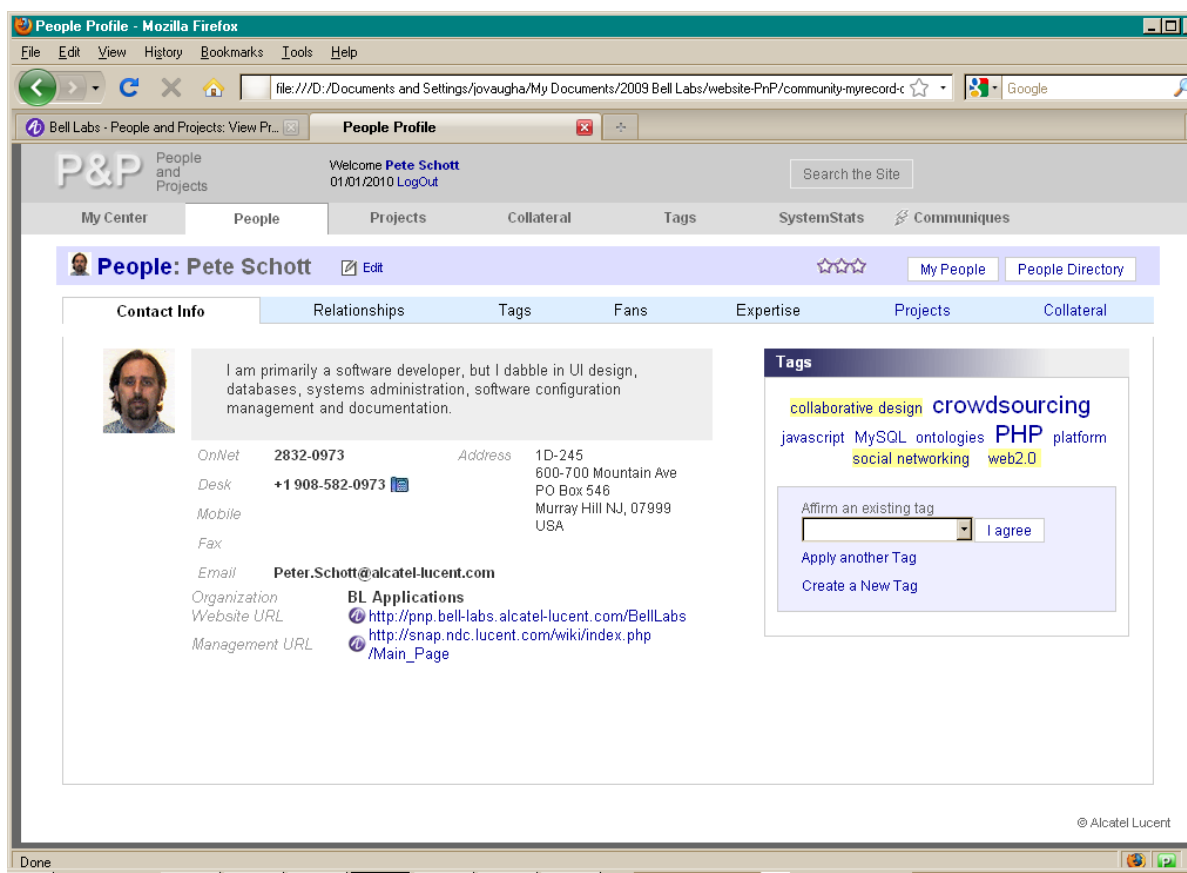 People Profile - Mozilla Firefox
File Edit View History Bookmarks Tools Help
file:///D:/Documents and Settings/jovaugha/My Documents/2009 Bell Labs/website-PnP/community-myrecord-c
Google
Bell Labs - People and Projects: View Pr...
People Profile
P&P
People
and
Projects
Welcome Pete Schott
01/01/2010 LogOut
Search the Site
My Center People Projects Collateral Tags SystemStats Communiques
People: Pete Schott Edit My People People Directory
Contact Info Relationships Tags Fans Expertise Projects Collateral
I am primarily a software developer, but I dabble in UI design,
databases, systems administration, software configuration
management and documentation.
OnNet 2832-0973
Desk +1 908-582-0973
Mobile
Fax
Email Peter.Schott@alcatel-lucent.com
Address 1D-245
600-700 Mountain Ave
PO Box 546
Murray Hill NJ, 07999
USA
Organization BL Applications
Website URL http://pnp.bell-labs.alcatel-lucent.com/BellLabs
Management URL http://snap.ndc.lucent.com/wiki/index.php
/Main_Page
Tags
collaborative design crowdsourcing
javascript MySQL ontologies PHP platform
social networking web2.0
Affirm an existing tag
I agree
Apply another Tag
Create a New Tag
© Alcatel Lucent
Done